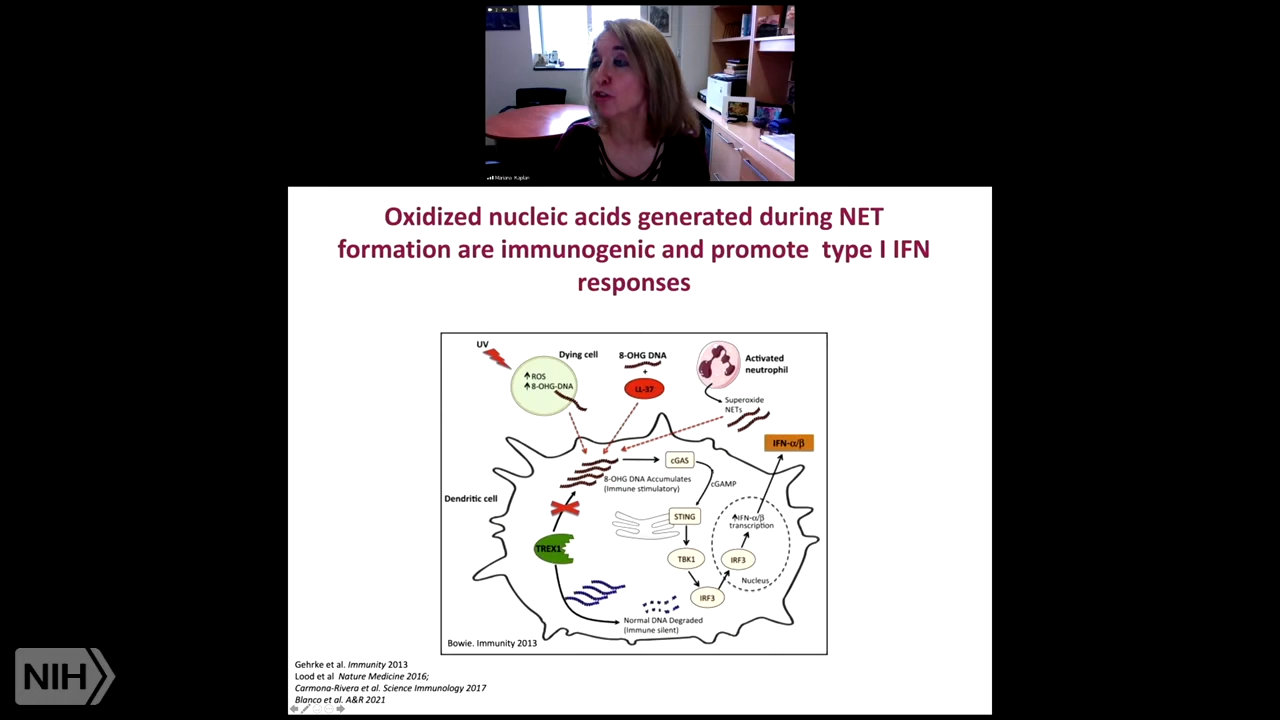 Mariana Kaplan
Oxidized nucleic acids generated during NET
formation are immunogenic and promote type I IFN
responses
UV
Dying cell
ROS
8-OHG-DNA
8-OHG DNA
+
LL-37
Activated
neutrophil
Superoxide
NETs
IFN-α/β
cGAS
8-OHG DNA Accumulates
(Immune stimulatory)
cGAMP
Dendritic cell
STING
IFN-α/β
transcription
TREX1
TBK1
IRF3
Nucleus
IRF3
Normal DNA Degraded
(Immune silent)
Bowie. Immunity 2013
Gehrke et al. Immunity 2013
Lood et al Nature Medicine 2016;
Carmona-Rivera et al. Science Immunology 2017
Blanco et al. A&R 2021
NIH